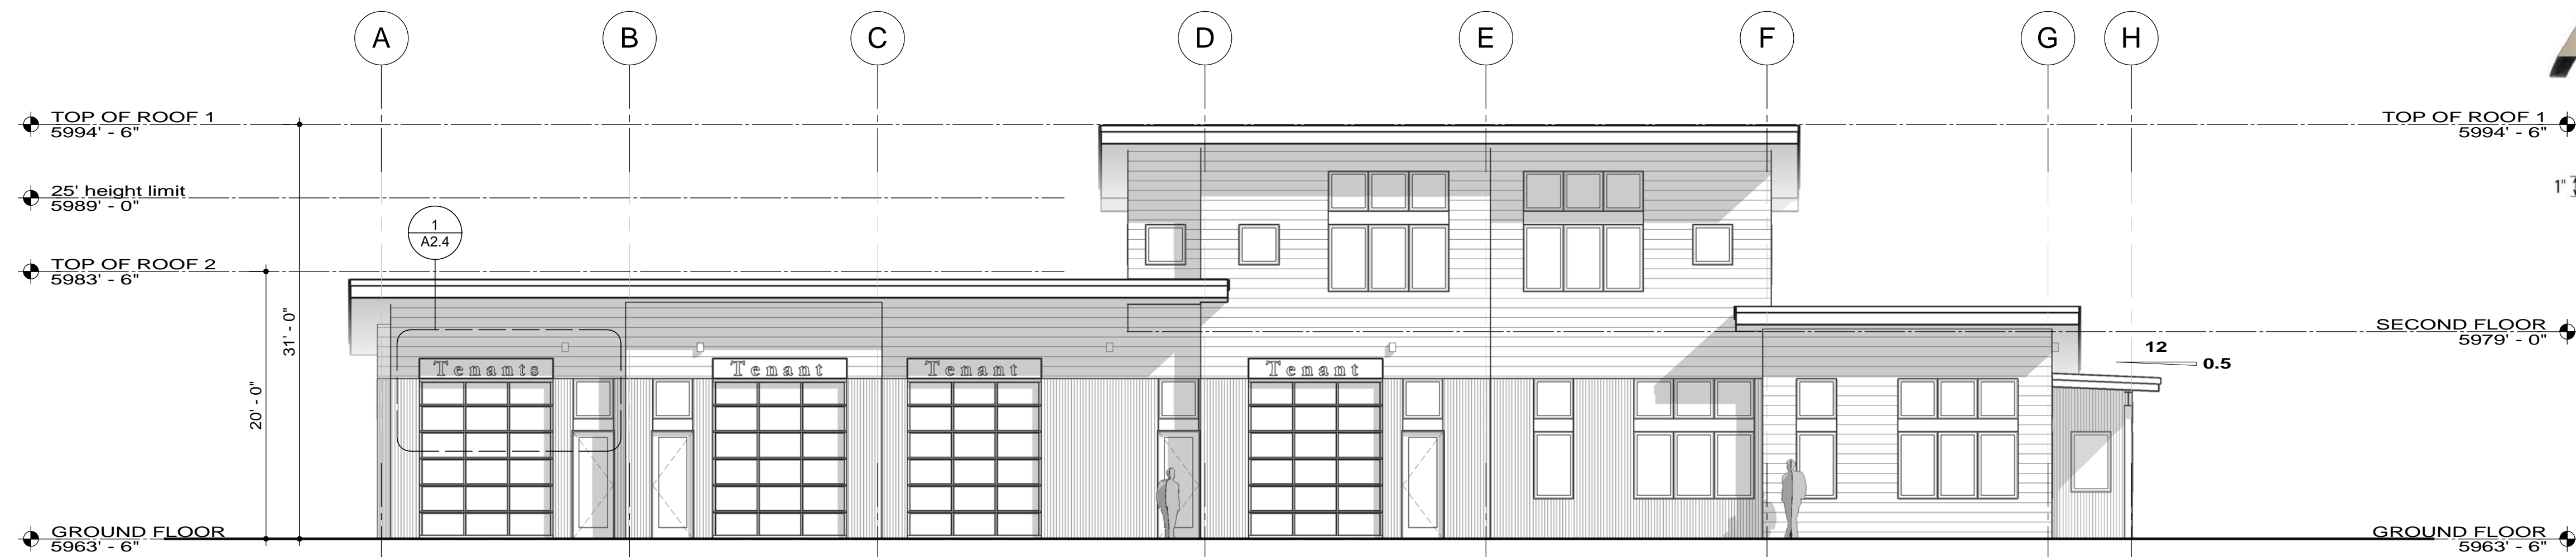 A B C D E F G H
TOP OF ROOF 1
5994' - 6"
TOP OF ROOF 1
5994' - 6"
25' height limit
5989' - 0"
1"
1
A2.4
TOP OF ROOF 2
5983' - 6"
31' - 0"
20' - 0"
SECOND FLOOR
5979' - 0"
12
0.5
Tenants
Tenant
Tenant
Tenant
GROUND FLOOR
5963' - 6"
GROUND FLOOR
5963' - 6"